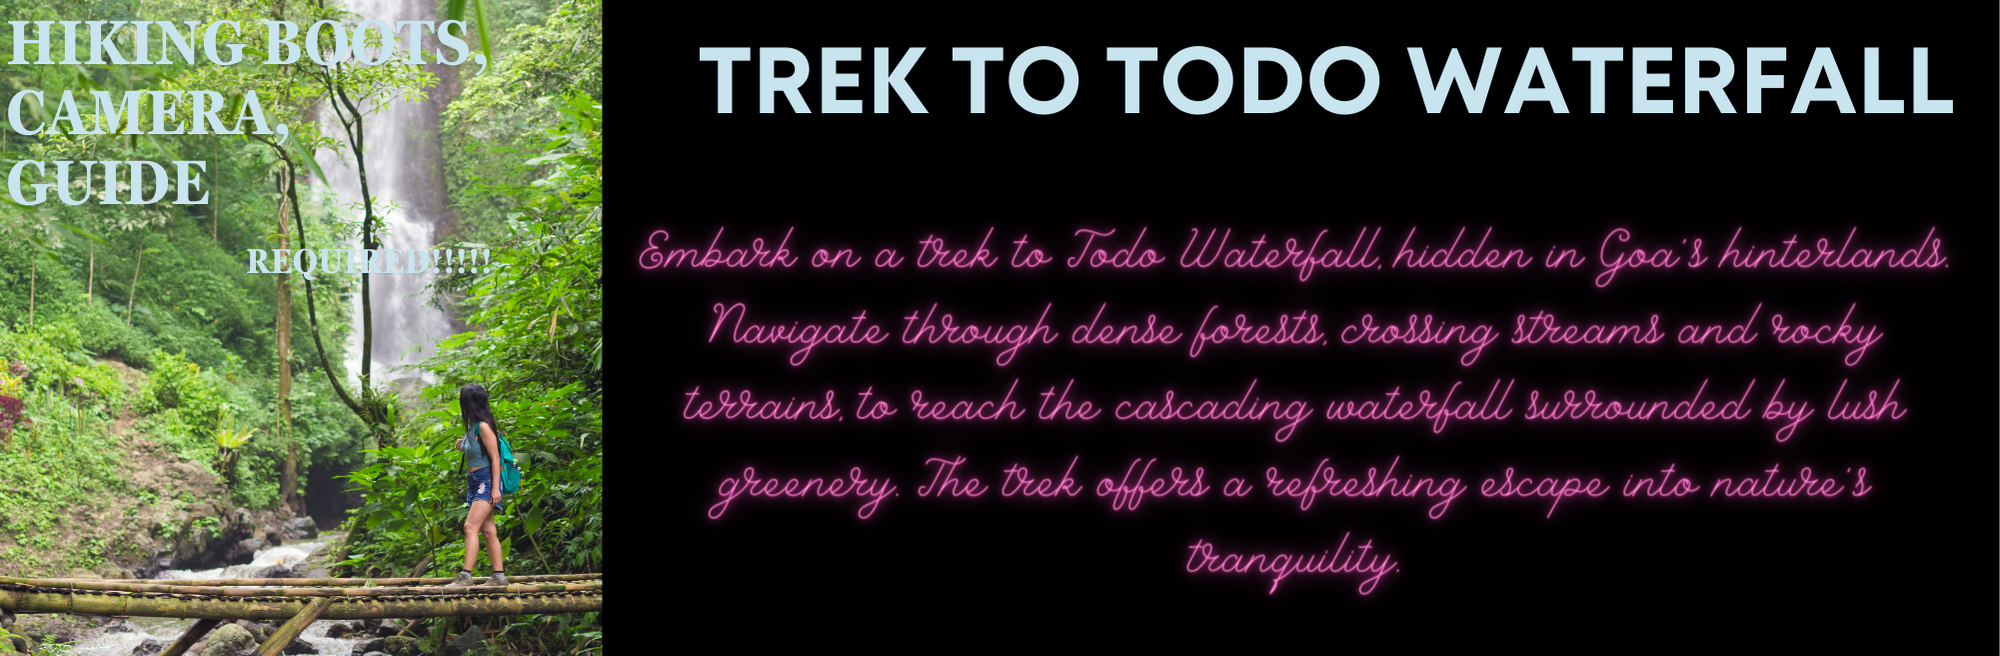 HIKING BOOTS,
CAMERA,
GUIDE
REQUIRED!!!!!
TREK TO TODO WATERFALL
Embark on a trek to Todo Waterfall, hidden in Goa's hinterlands.
Navigate through dense forests, crossing streams and rocky
terrains, to reach the cascading waterfall surrounded by lush
greenery. The trek offers a refreshing escape into nature's
tranquility.